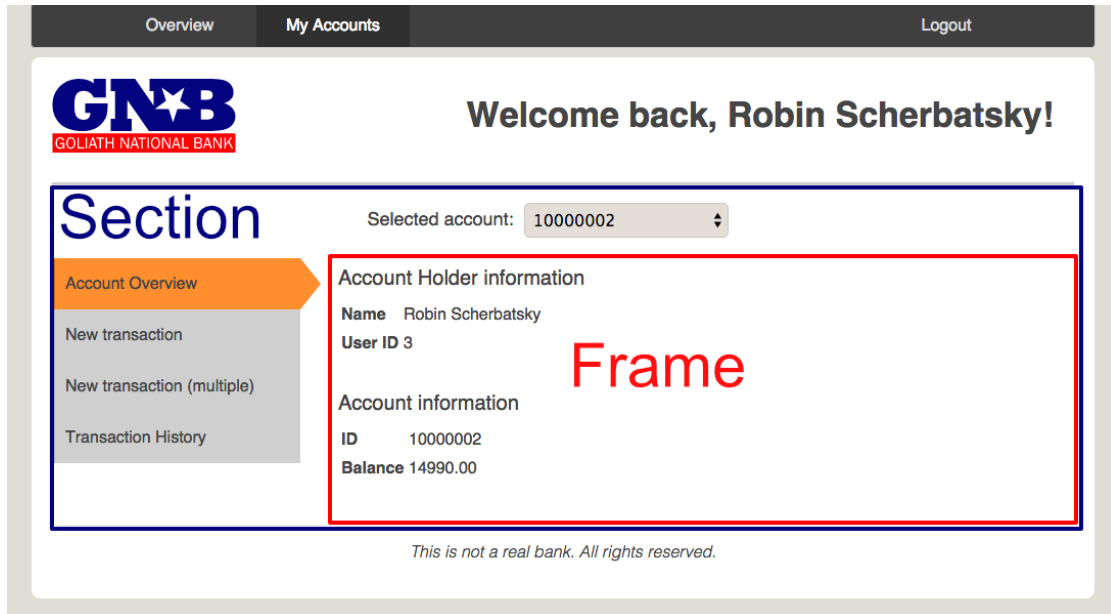 Overview My Accounts Logout
GNB
GOLIATH NATIONAL BANK
Welcome back, Robin Scherbatsky!
Section
Selected account: 10000002
Account Overview
New transaction
New transaction (multiple)
Transaction History
Account Holder information
Name Robin Scherbatsky
User ID 3
Frame
Account information
ID 10000002
Balance 14990.00
This is not a real bank. All rights reserved.